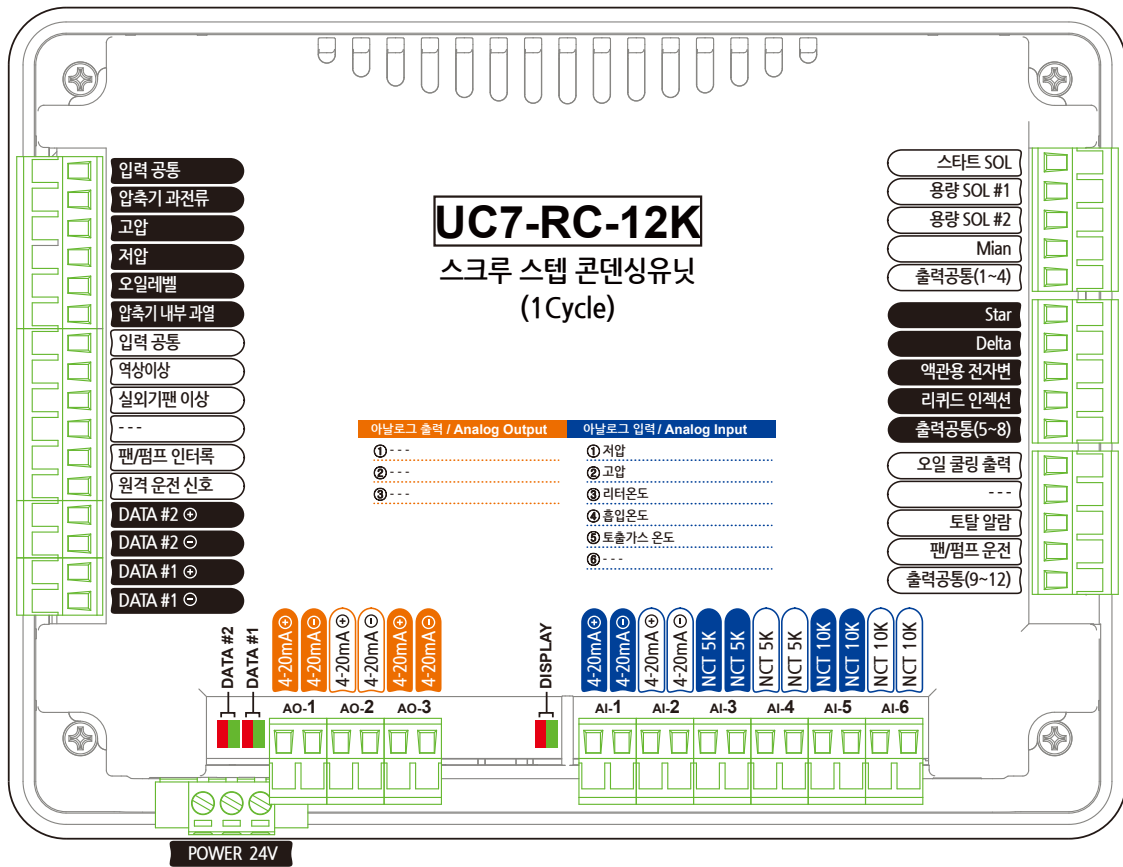 UC7-RC-12K
스크루 스텝 콘덴싱유닛
(1Cycle)
입력 공통
압축기 과전류
고압
저압
오일레벨
압축기 내부 과열
입력 공통
역상이상
실외기팬 이상
---
팬/펌프 인터록
원격 운전 신호
DATA #2 ⊕
DATA #2 ⊖
DATA #1 ⊕
DATA #1 ⊖
스타트 SOL
용량 SOL #1
용량 SOL #2
Mian
출력공통(1~4)
Star
Delta
액관용 전자변
리퀴드 인젝션
출력공통(5~8)
오일 쿨링 출력
---
토탈 알람
팬/펌프 운전
출력공통(9~12)
아날로그 출력 / Analog Output
① ---
② ---
③ ---
아날로그 입력 / Analog Input
① 저압
② 고압
③ 리터온도
④ 흡입온도
⑤ 토출가스 온도
⑥ ---
DATA #2
DATA #1
4-20mA⊕
4-20mA⊖
4-20mA⊕
4-20mA⊖
4-20mA⊕
4-20mA⊖
DISPLAY
4-20mA⊕
4-20mA⊖
4-20mA⊕
4-20mA⊖
NCT 5K
NCT 5K
NCT 5K
NCT 5K
NCT 10K
NCT 10K
NCT 10K
NCT 10K
AO-1
AO-2
AO-3
AI-1
AI-2
AI-3
AI-4
AI-5
AI-6
POWER 24V